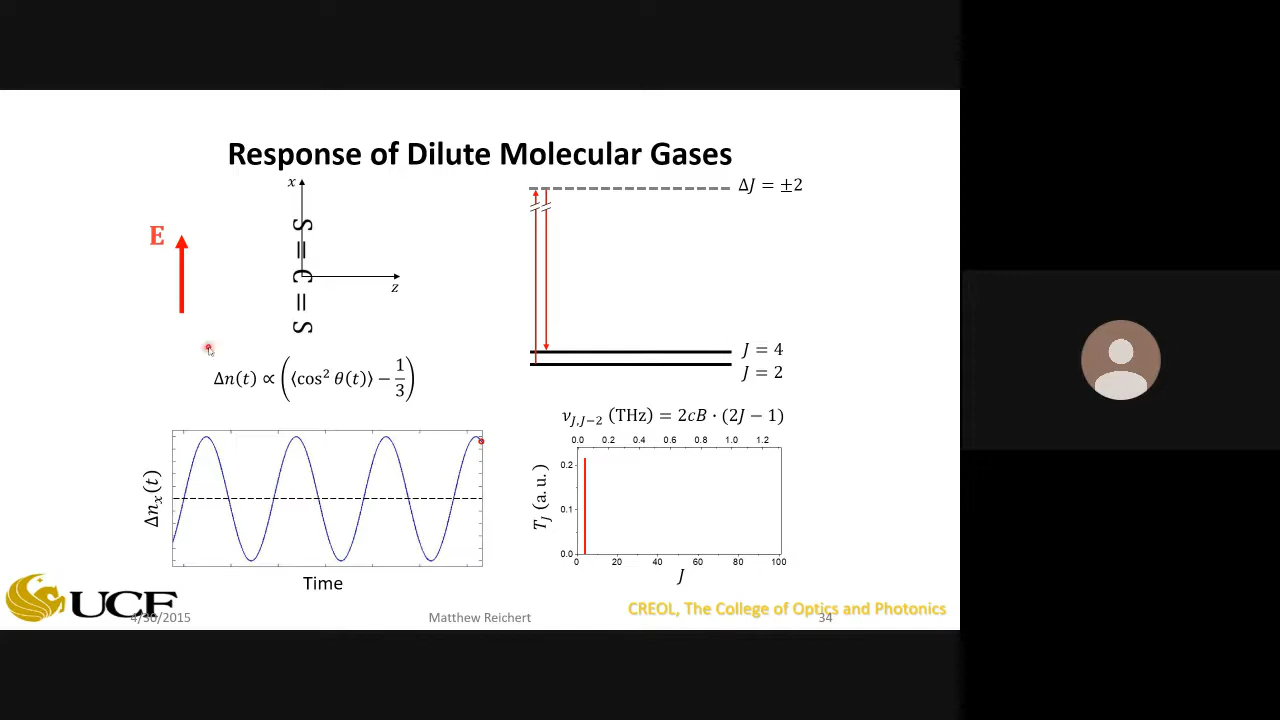 Response of Dilute Molecular Gases
x
E
S = C = S
z
Δn(t) ∝ (⟨cos² θ(t)⟩ − 1/3)
Δnₓ(t)
Time
ΔJ = ±2
J = 4
J = 2
ν_{J,J−2} (THz) = 2cB · (2J − 1)
0.0 0.2 0.4 0.6 0.8 1.0 1.2
T_J (a. u.)
0.2
0.1
0.0
0 20 40 60 80 100
J
UCF
CREOL, The College of Optics and Photonics
4/30/2015
Matthew Reichert
34